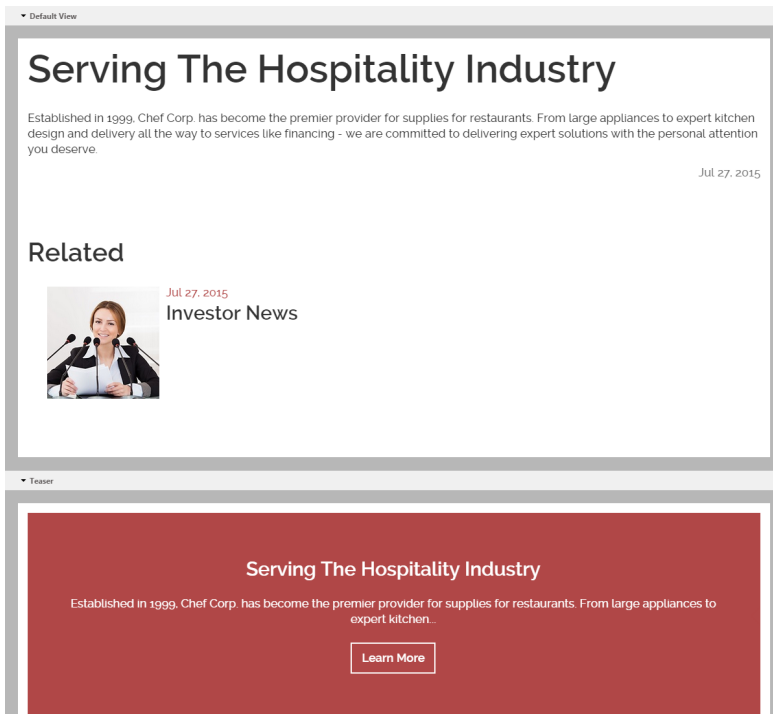 Default View
Serving The Hospitality Industry
Established in 1999, Chef Corp. has become the premier provider for supplies for restaurants. From large appliances to expert kitchen
design and delivery all the way to services like financing - we are committed to delivering expert solutions with the personal attention
you deserve.
Jul 27, 2015
Related
Jul 27, 2015
Investor News
Teaser
Serving The Hospitality Industry
Established in 1999, Chef Corp. has become the premier provider for supplies for restaurants. From large appliances to
expert kitchen...
Learn More